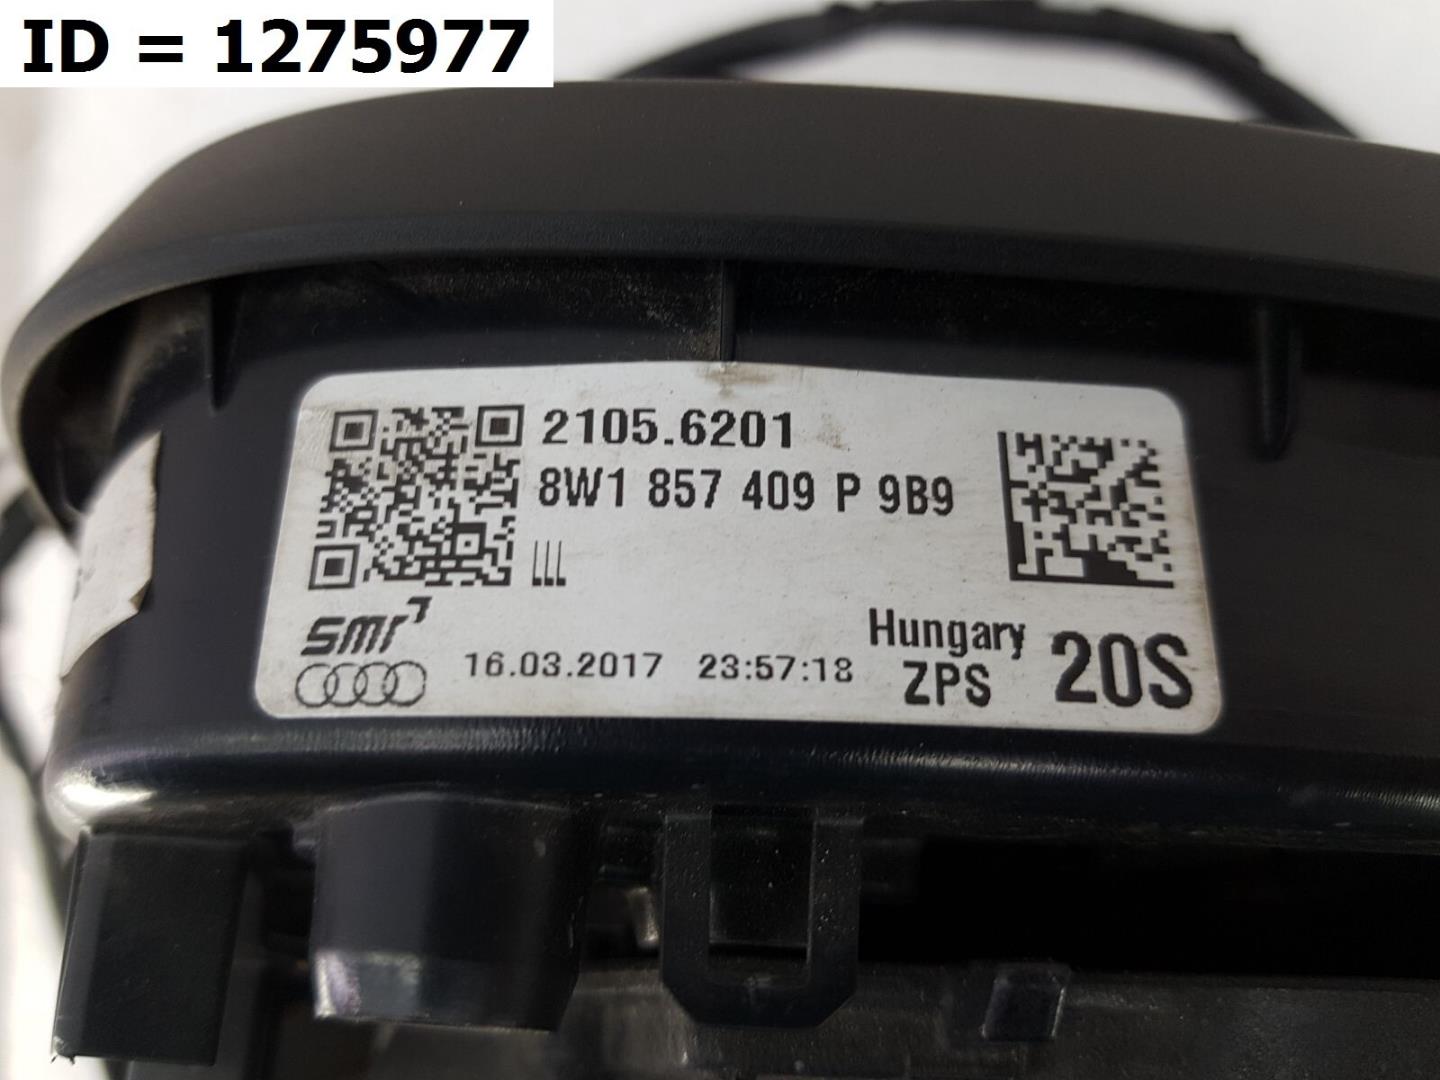 ID = 1275977
2105.6201
8W1 857 409 P 9B9
smr
16.03.2017 23:57:18
Hungary
ZPS
20S